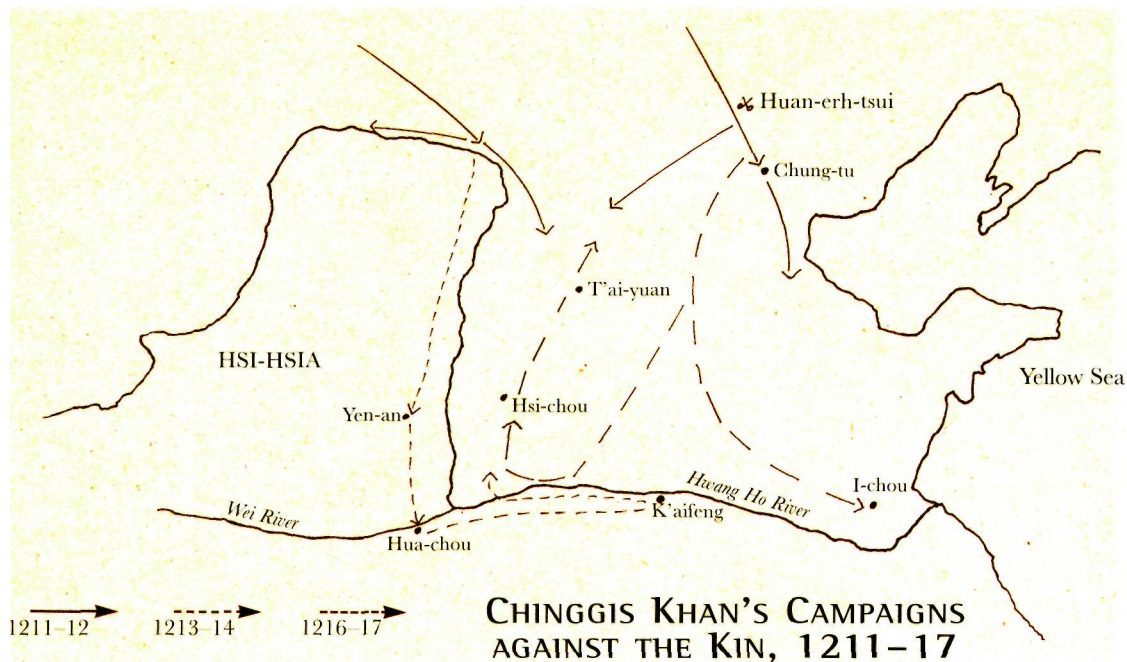 Huan-erh-tsui
Chung-tu
T'ai-yuan
HSI-HSIA
Yellow Sea
Hsi-chou
Yen-an
I-chou
Hwang Ho River
K'aifeng
Wei River
Hua-chou
1211–12
1213–14
1216–17
CHINGGIS KHAN'S CAMPAIGNS
AGAINST THE KIN, 1211–17